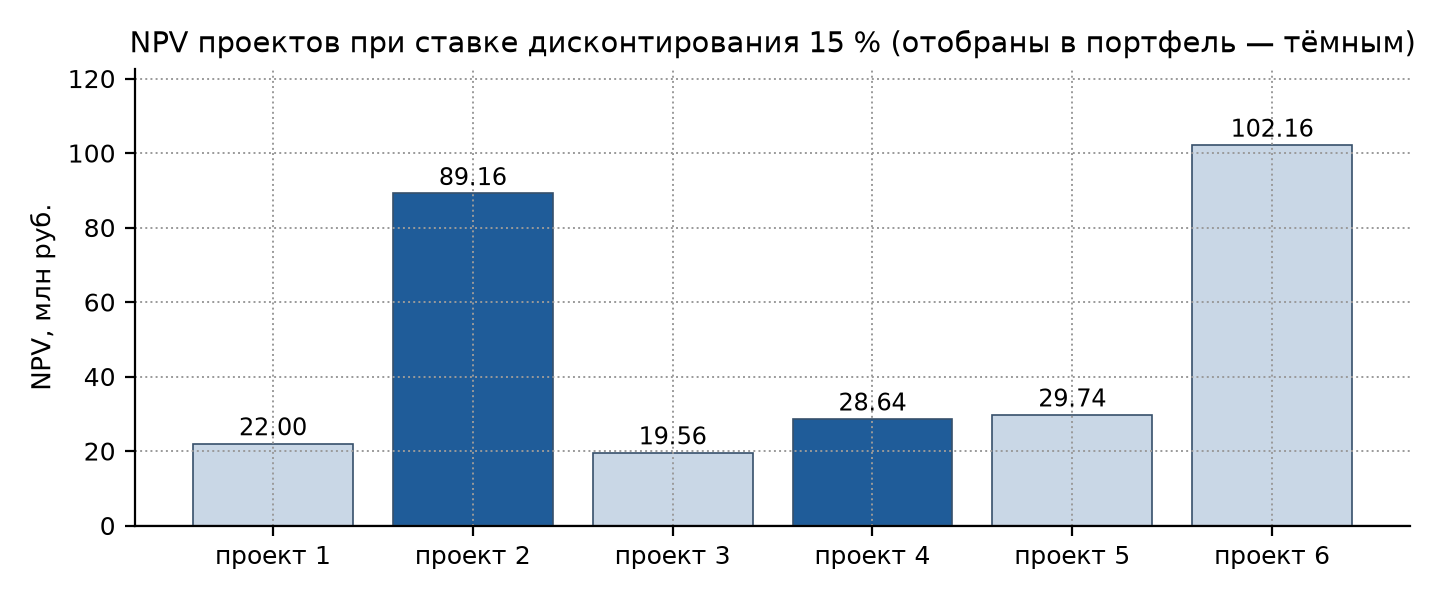 NPV проектов при ставке дисконтирования 15 % (отобраны в портфель — тёмным)
NPV, млн руб.
120
100
80
60
40
20
0
22.00
89.16
19.56
28.64
29.74
102.16
проект 1
проект 2
проект 3
проект 4
проект 5
проект 6